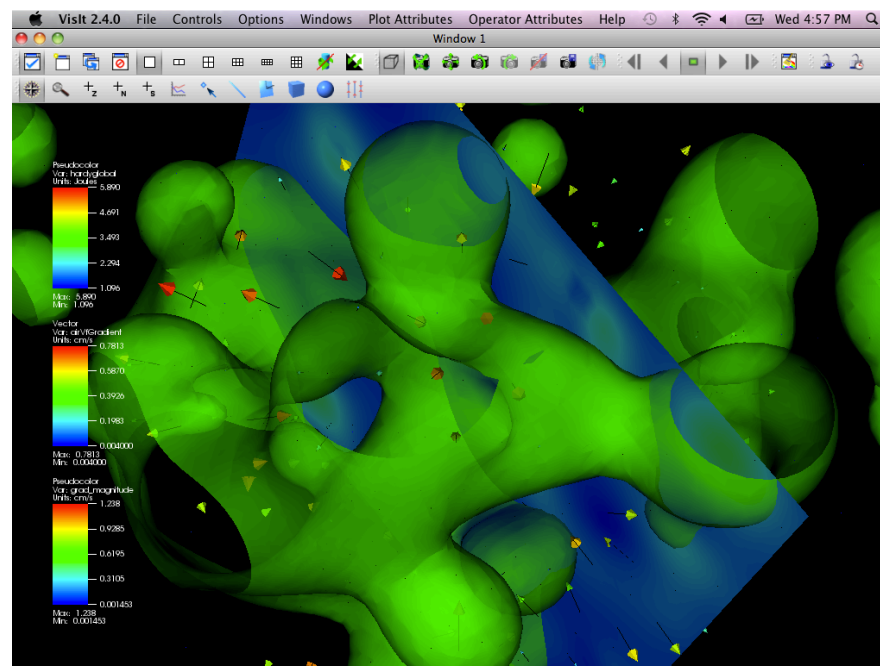 VisIt 2.4.0 File Controls Options Windows Plot Attributes Operator Attributes Help Wed 4:57 PM
Window 1
Z N S
Pseudocolor
Var: hardyglobal
Units: Joules
5.890
4.691
3.493
2.294
1.096
Max: 5.890
Min: 1.096
Vector
Var: airVfGradient
Units: cm/s
0.7813
0.5870
0.3926
0.1983
0.004000
Max: 0.7813
Min: 0.004000
Pseudocolor
Var: grad_magnitude
Units: cm/s
1.238
0.9285
0.6195
0.3105
0.001453
Max: 1.238
Min: 0.001453